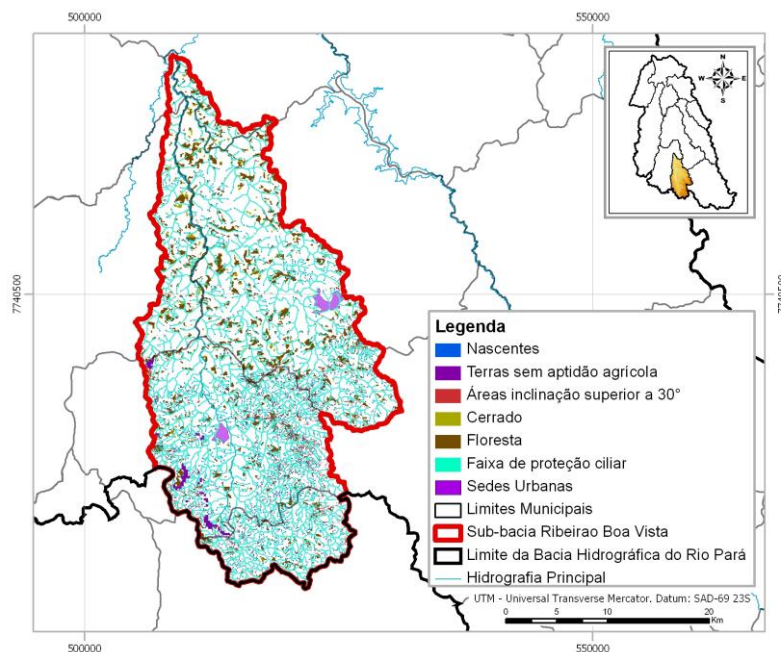 500000
550000
N
W
E
S
7740500
7740500
Legenda
Nascentes
Terras sem aptidão agrícola
Áreas inclinação superior a 30°
Cerrado
Floresta
Faixa de proteção ciliar
Sedes Urbanas
Limites Municipais
Sub-bacia Ribeirao Boa Vista
Limite da Bacia Hidrográfica do Rio Pará
Hidrografia Principal
UTM - Universal Transverse Mercator. Datum: SAD-69 23S
0 5 10 20
Km
500000
550000